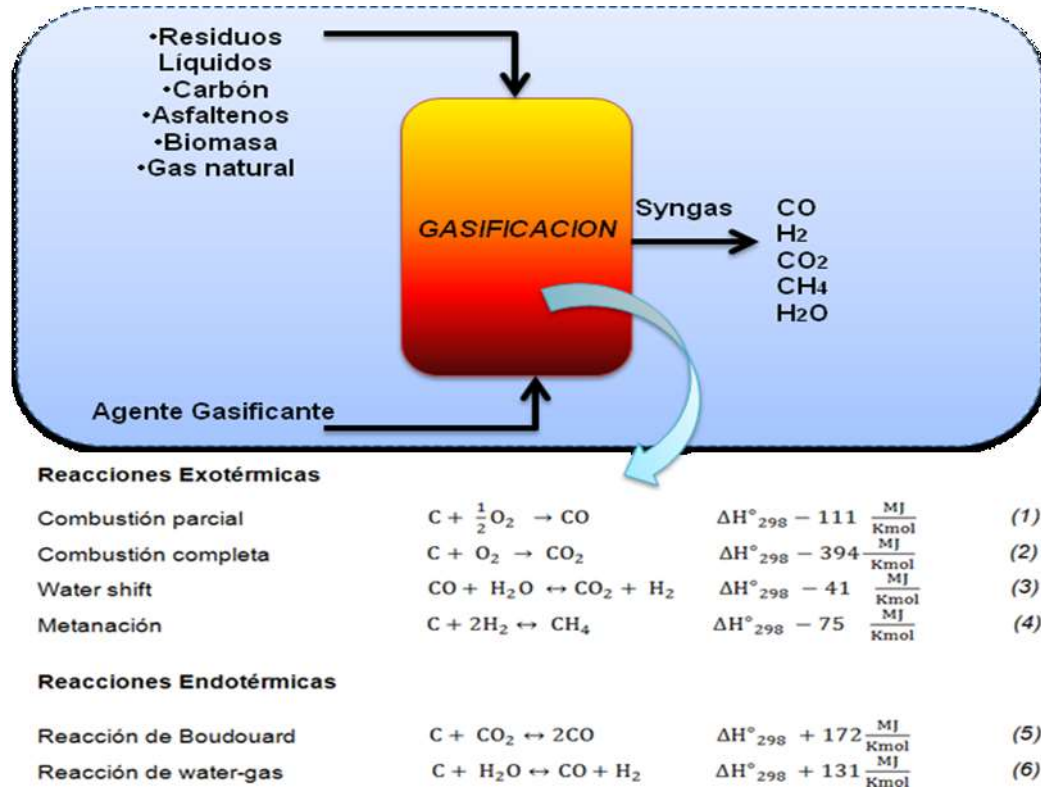 •Residuos
Líquidos
•Carbón
•Asfaltenos
•Biomasa
•Gas natural
GASIFICACION
Syngas
CO
H2
CO2
CH4
H2O
Agente Gasificante
Reacciones Exotérmicas
Combustión parcial C + 1/2 O₂ → CO ΔH°₂₉₈ − 111 MJ/Kmol (1)
Combustión completa C + O₂ → CO₂ ΔH°₂₉₈ − 394 MJ/Kmol (2)
Water shift CO + H₂O ↔ CO₂ + H₂ ΔH°₂₉₈ − 41 MJ/Kmol (3)
Metanación C + 2H₂ ↔ CH₄ ΔH°₂₉₈ − 75 MJ/Kmol (4)
Reacciones Endotérmicas
Reacción de Boudouard C + CO₂ ↔ 2CO ΔH°₂₉₈ + 172 MJ/Kmol (5)
Reacción de water-gas C + H₂O ↔ CO + H₂ ΔH°₂₉₈ + 131 MJ/Kmol (6)